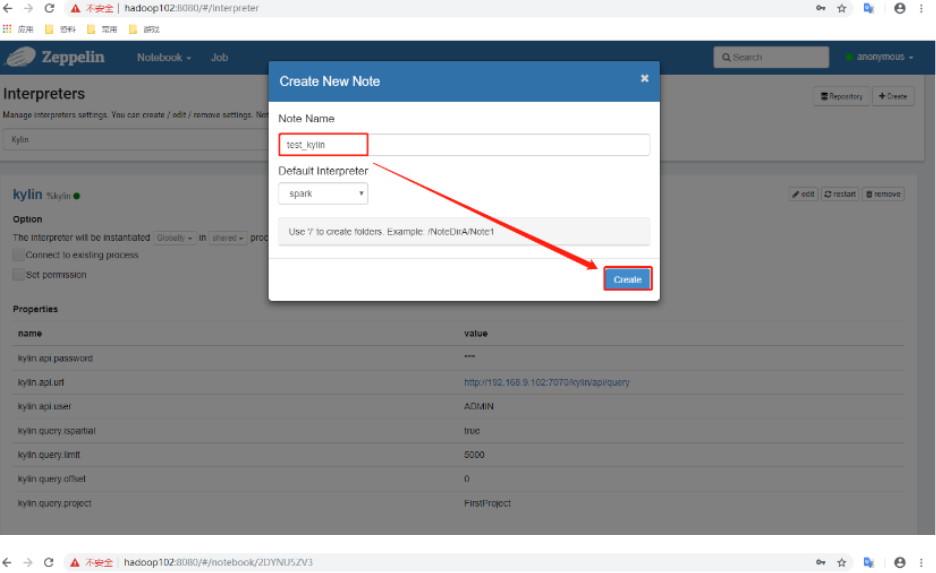 不安全 | hadoop102:8080/#/interpreter
应用 资料 常用 游戏
Zeppelin Notebook Job Search anonymous
Create New Note ×
Interpreters Repository + Create
Manage interpreters settings. You can create / edit / remove settings. Not
Note Name
Kylin
test_kylin
Default Interpreter
spark
kylin %kylin edit restart remove
Option
Use '/' to create folders. Example: /NoteDirA/Note1
The interpreter will be instantiated Globally in shared proc
Connect to existing process
Set permission
Create
Properties
name value
kylin.api.password ***
kylin.api.url http://192.168.9.102:7070/kylin/api/query
kylin.api.user ADMIN
kylin.query.ispartial true
kylin.query.limit 5000
kylin.query.offset 0
kylin.query.project FirstProject
不安全 | hadoop102:8080/#/notebook/2DYNU5ZV3